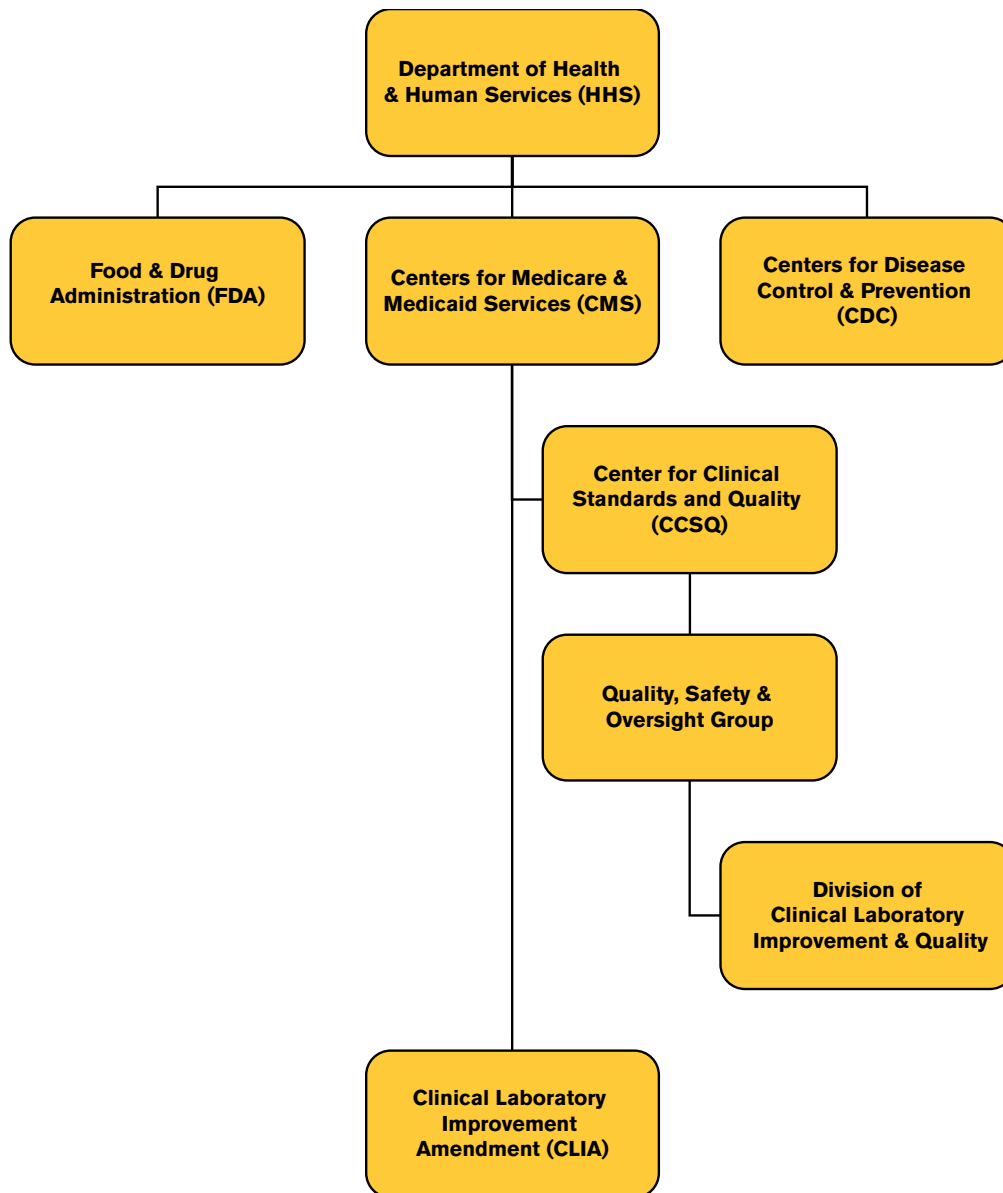 Department of Health
& Human Services (HHS)
Food & Drug
Administration (FDA)
Centers for Medicare &
Medicaid Services (CMS)
Centers for Disease
Control & Prevention
(CDC)
Center for Clinical
Standards and Quality
(CCSQ)
Quality, Safety &
Oversight Group
Division of
Clinical Laboratory
Improvement & Quality
Clinical Laboratory
Improvement
Amendment (CLIA)